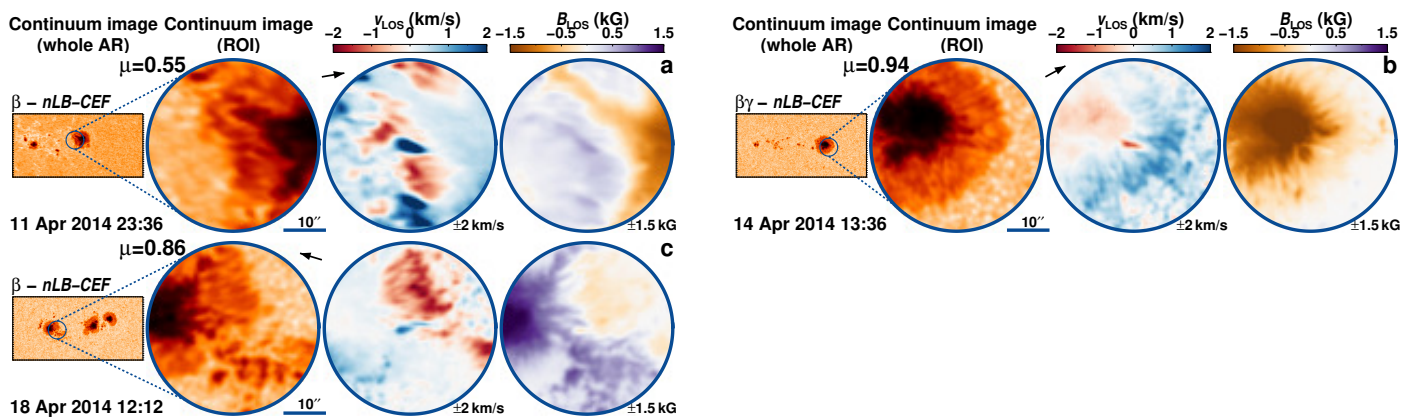 Continuum image (whole AR)
Continuum image (ROI)
v_LOS (km/s)
−2 −1 0 1 2
B_LOS (kG)
−1.5 −0.5 0.5 1.5
μ=0.55
a
β − nLB−CEF
11 Apr 2014 23:36
10′′
±2 km/s
±1.5 kG
Continuum image (whole AR)
Continuum image (ROI)
v_LOS (km/s)
−2 −1 0 1 2
B_LOS (kG)
−1.5 −0.5 0.5 1.5
μ=0.94
b
βγ − nLB−CEF
14 Apr 2014 13:36
10′′
±2 km/s
±1.5 kG
μ=0.86
c
β − nLB−CEF
18 Apr 2014 12:12
10′′
±2 km/s
±1.5 kG